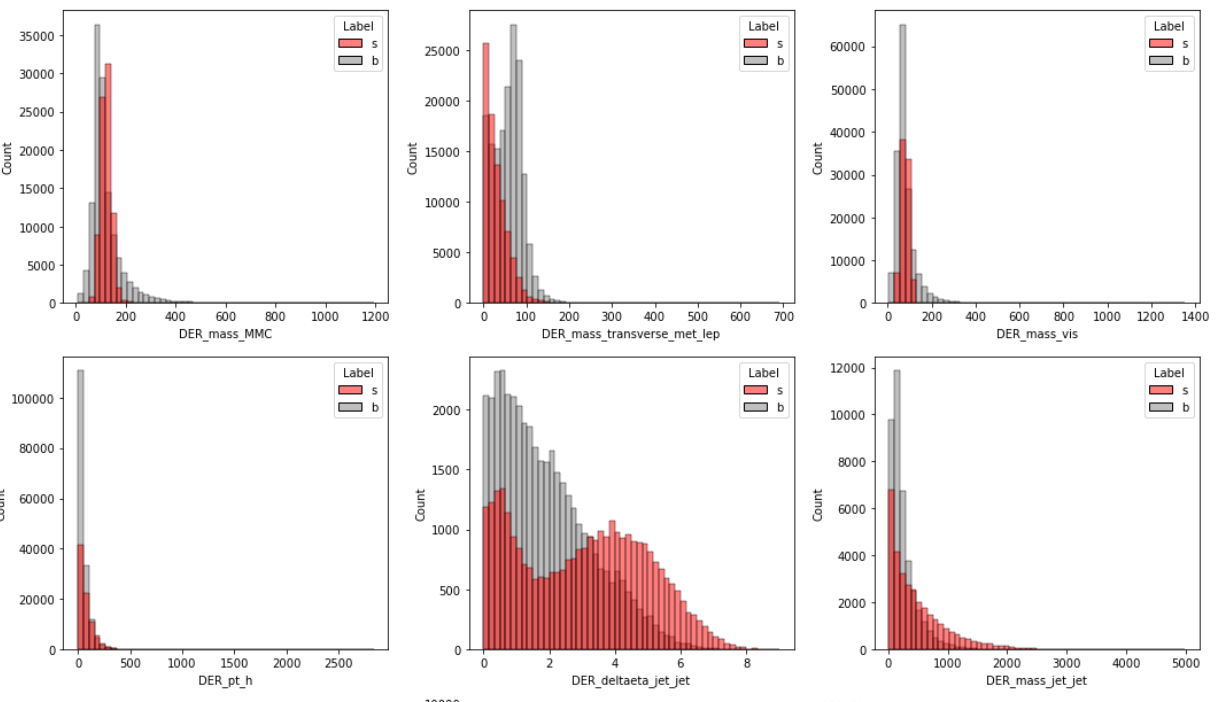 Label
s
b
35000
30000
25000
20000
15000
10000
5000
0
Count
0 200 400 600 800 1000 1200
DER_mass_MMC
Label
s
b
25000
20000
15000
10000
5000
0
Count
0 100 200 300 400 500 600 700
DER_mass_transverse_met_lep
Label
s
b
60000
50000
40000
30000
20000
10000
0
Count
0 200 400 600 800 1000 1200 1400
DER_mass_vis
Label
s
b
100000
80000
60000
40000
20000
0
Count
0 500 1000 1500 2000 2500
DER_pt_h
Label
s
b
2000
1500
1000
500
0
Count
0 2 4 6 8
DER_deltaeta_jet_jet
Label
s
b
12000
10000
8000
6000
4000
2000
0
Count
0 1000 2000 3000 4000 5000
DER_mass_jet_jet